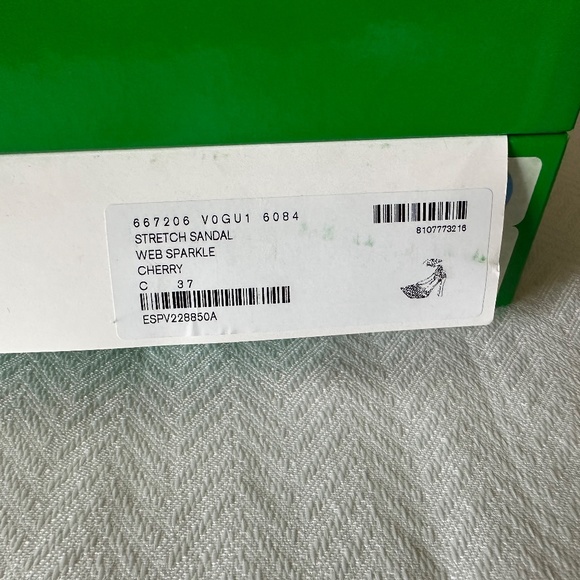 667206 V0GU1 6084
STRETCH SANDAL
WEB SPARKLE
CHERRY
C 37
ESPV228850A
8107773216